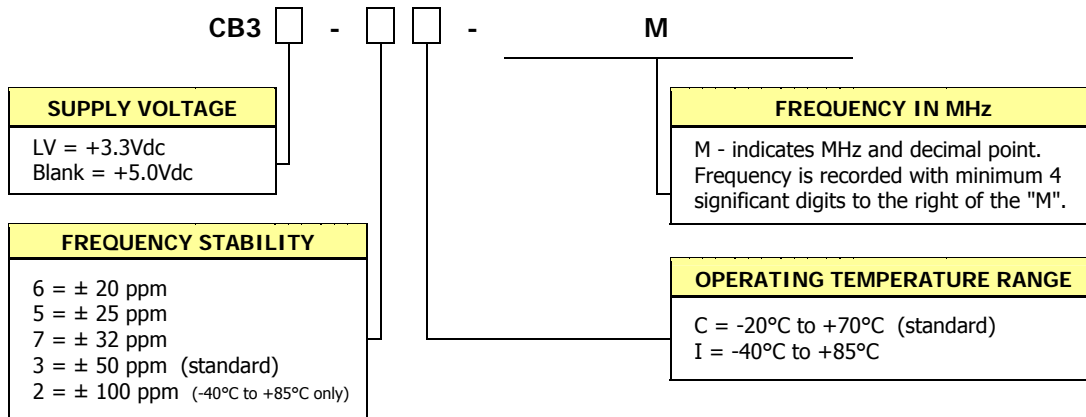 CB3 - - M
SUPPLY VOLTAGE
LV = +3.3Vdc
Blank = +5.0Vdc
FREQUENCY IN MHz
M - indicates MHz and decimal point.
Frequency is recorded with minimum 4
significant digits to the right of the "M".
FREQUENCY STABILITY
6 = ± 20 ppm
5 = ± 25 ppm
7 = ± 32 ppm
3 = ± 50 ppm (standard)
2 = ± 100 ppm (-40°C to +85°C only)
OPERATING TEMPERATURE RANGE
C = -20°C to +70°C (standard)
I = -40°C to +85°C